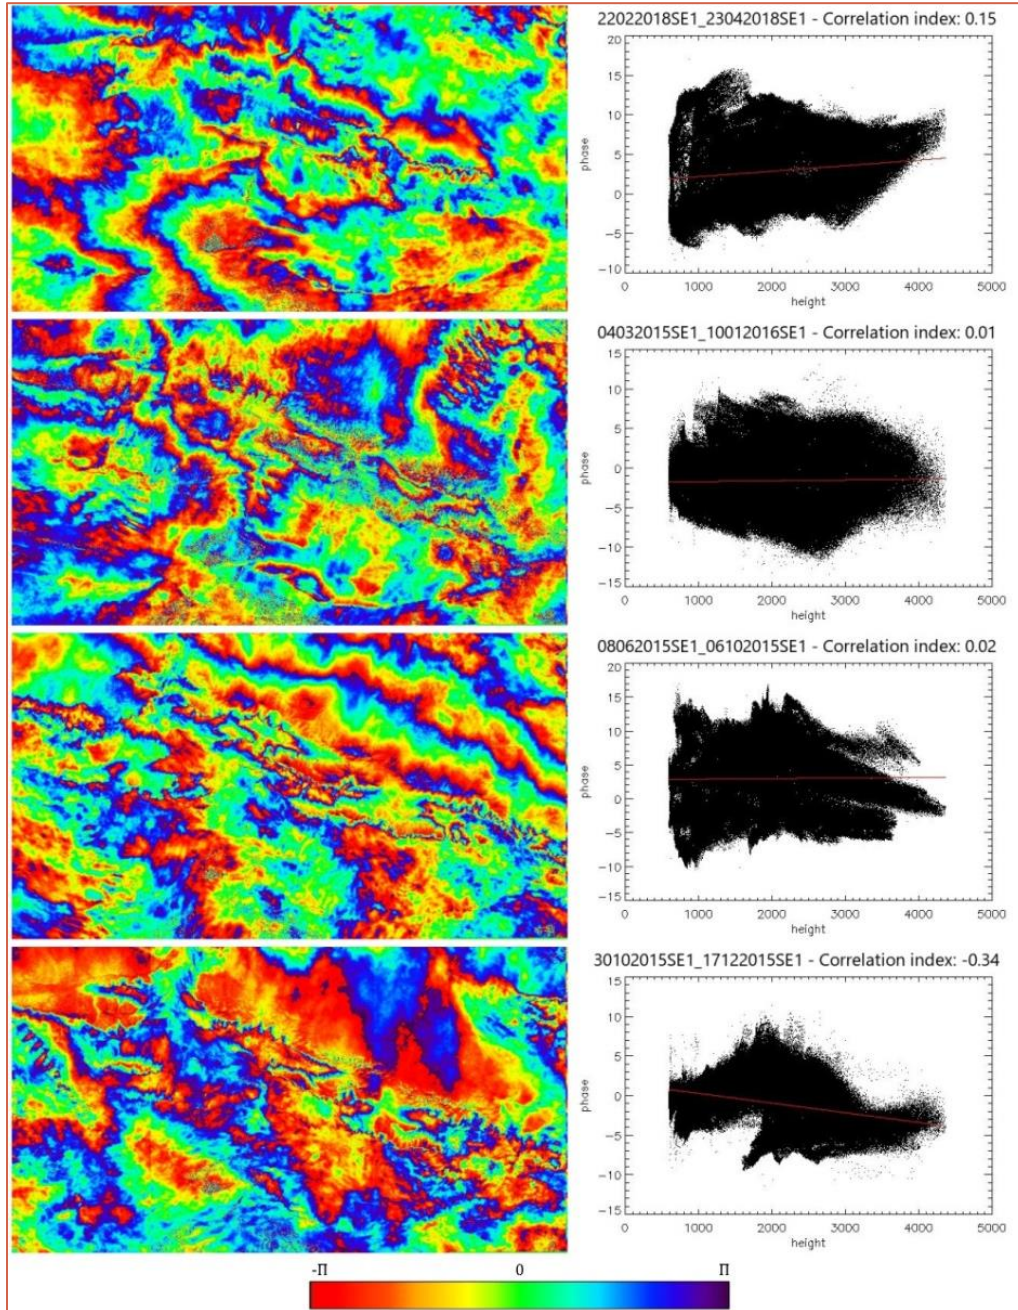 22022018SE1_23042018SE1 - Correlation index: 0.15
20
15
10
5
0
−5
−10
phase
0 1000 2000 3000 4000 5000
height
04032015SE1_10012016SE1 - Correlation index: 0.01
15
10
5
0
−5
−10
−15
phase
0 1000 2000 3000 4000 5000
height
08062015SE1_06102015SE1 - Correlation index: 0.02
20
15
10
5
0
−5
−10
−15
phase
0 1000 2000 3000 4000 5000
height
30102015SE1_17122015SE1 - Correlation index: -0.34
15
10
5
0
−5
−10
−15
phase
0 1000 2000 3000 4000 5000
height
-Π 0 Π